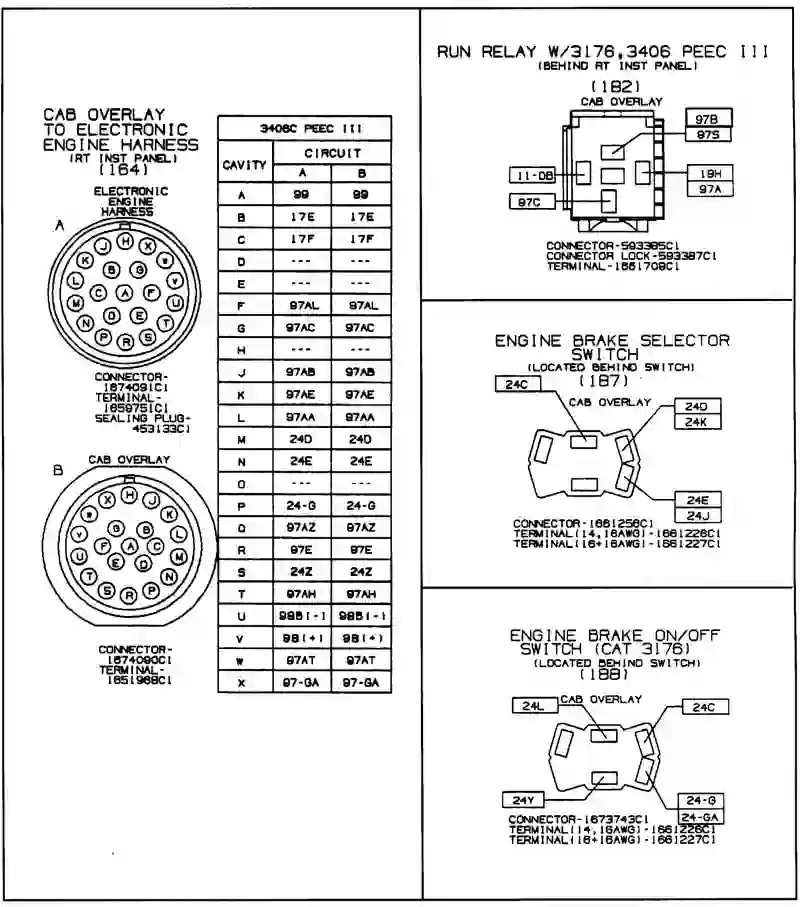 CAB OVERLAY
TO ELECTRONIC
ENGINE HARNESS
(RT INST PANEL)
(164)
ELECTRONIC
ENGINE
HARNESS
A
H
J
X
K
W
B
G
L
V
C
A
F
M
U
D
E
N
T
P
R
S
CONNECTOR-
1674091C1
TERMINAL-
1659751C1
SEALING PLUG-
453133C1
B
CAB OVERLAY
H
X
J
W
K
G
B
V
L
F
A
C
U
M
E
D
T
N
S
R
P
CONNECTOR-
1674090C1
TERMINAL-
1651968C1
3406C PEEC III
CAVITY
CIRCUIT
A B
A 99 99
B 17E 17E
C 17F 17F
D --- ---
E --- ---
F 97AL 97AL
G 97AC 97AC
H --- ---
J 97AB 97AB
K 97AE 97AE
L 97AA 97AA
M 24D 24D
N 24E 24E
O --- ---
P 24-G 24-G
Q 97AZ 97AZ
R 97E 97E
S 24Z 24Z
T 97AH 97AH
U 98B(-) 98B(-)
V 98(+) 98(+)
W 97AT 97AT
X 97-GA 97-GA
RUN RELAY W/3176,3406 PEEC III
(BEHIND RT INST PANEL)
(182)
CAB OVERLAY
97B
97S
11-DB
19H
97A
97C
CONNECTOR-593385C1
CONNECTOR LOCK-593387C1
TERMINAL-1661709C1
ENGINE BRAKE SELECTOR
SWITCH
(LOCATED BEHIND SWITCH)
(187)
24C
CAB OVERLAY
24D
24K
24E
24J
CONNECTOR-1661256C1
TERMINAL(14,16AWG)-1661226C1
TERMINAL(16+16AWG)-1661227C1
ENGINE BRAKE ON/OFF
SWITCH (CAT 3176)
(LOCATED BEHIND SWITCH)
(188)
24L
CAB OVERLAY
24C
24Y
24-G
24-GA
CONNECTOR-1673743C1
TERMINAL(14,16AWG)-1661226C1
TERMINAL(16+16AWG)-1661227C1